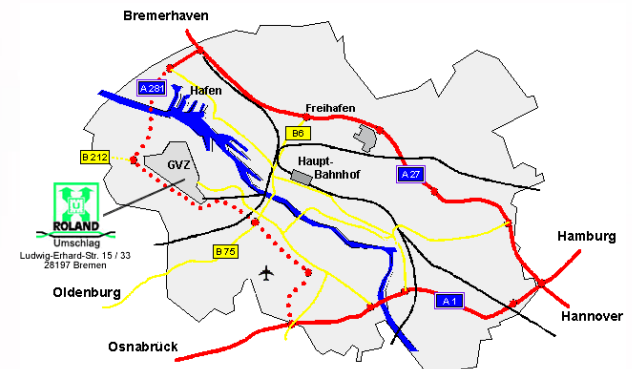 Bremerhaven
A 281
Hafen
Freihafen
B6
B 212
GVZ
Haupt-
Bahnhof
A 27
ROLAND
Umschlag
Ludwig-Erhard-Str. 15 / 33
28197 Bremen
B 75
Hamburg
Oldenburg
A 1
Hannover
Osnabrück